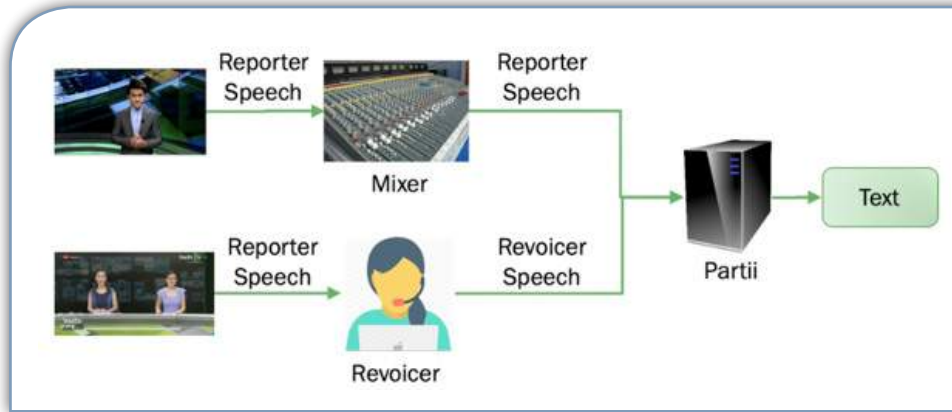 Reporter
Speech
Reporter
Speech
Mixer
Reporter
Speech
Revoicer
Speech
Text
Partii
Revoicer